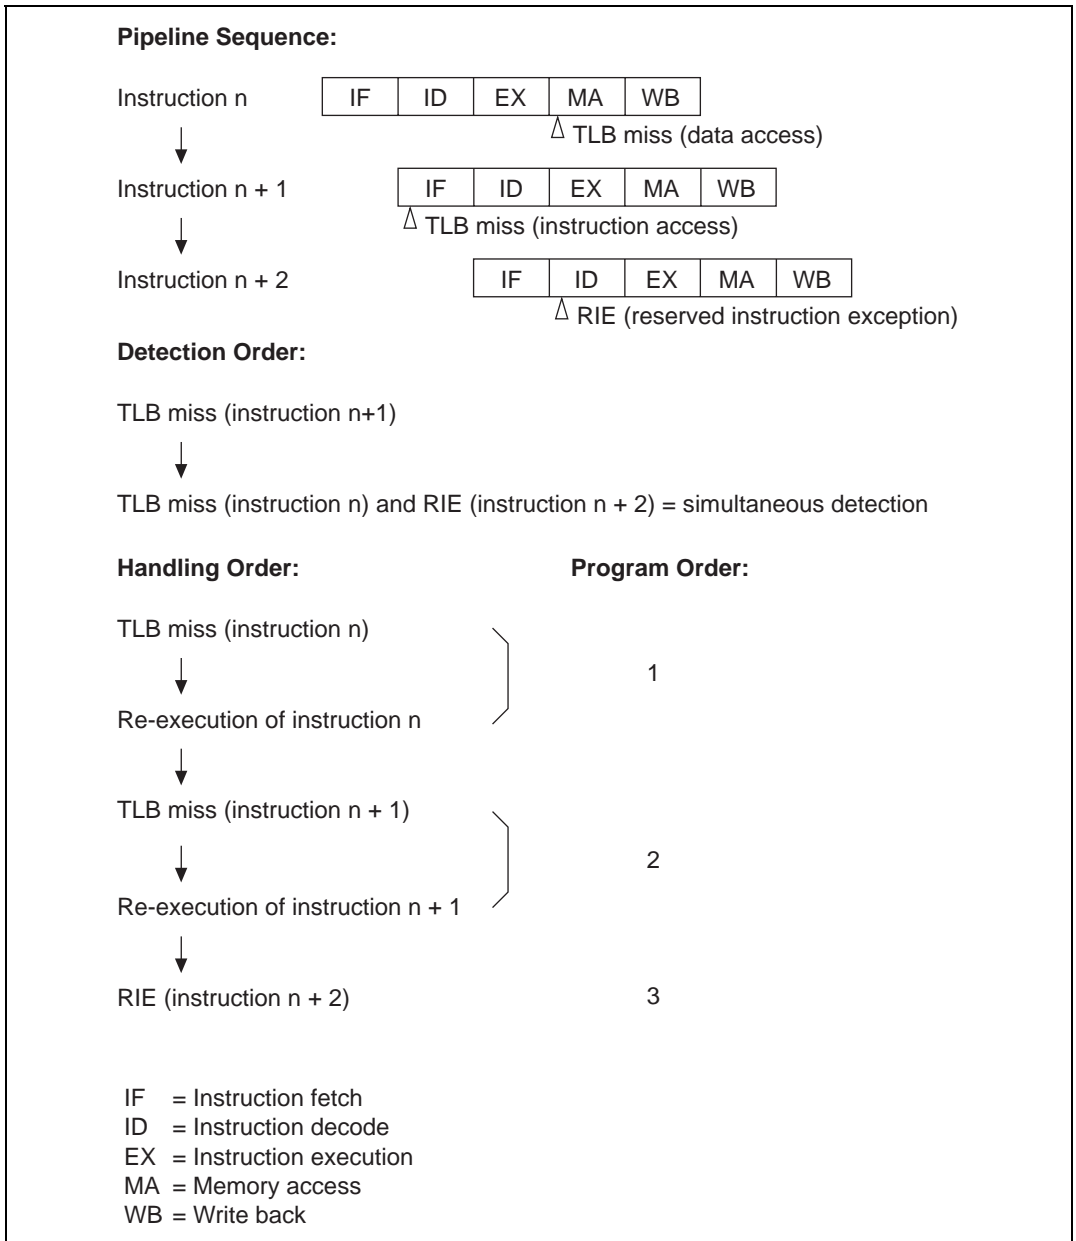 Pipeline Sequence:
Instruction n IF ID EX MA WB
TLB miss (data access)
Instruction n + 1 IF ID EX MA WB
TLB miss (instruction access)
Instruction n + 2 IF ID EX MA WB
RIE (reserved instruction exception)
Detection Order:
TLB miss (instruction n+1)
TLB miss (instruction n) and RIE (instruction n + 2) = simultaneous detection
Handling Order: Program Order:
TLB miss (instruction n)
1
Re-execution of instruction n
TLB miss (instruction n + 1)
2
Re-execution of instruction n + 1
RIE (instruction n + 2) 3
IF = Instruction fetch
ID = Instruction decode
EX = Instruction execution
MA = Memory access
WB = Write back